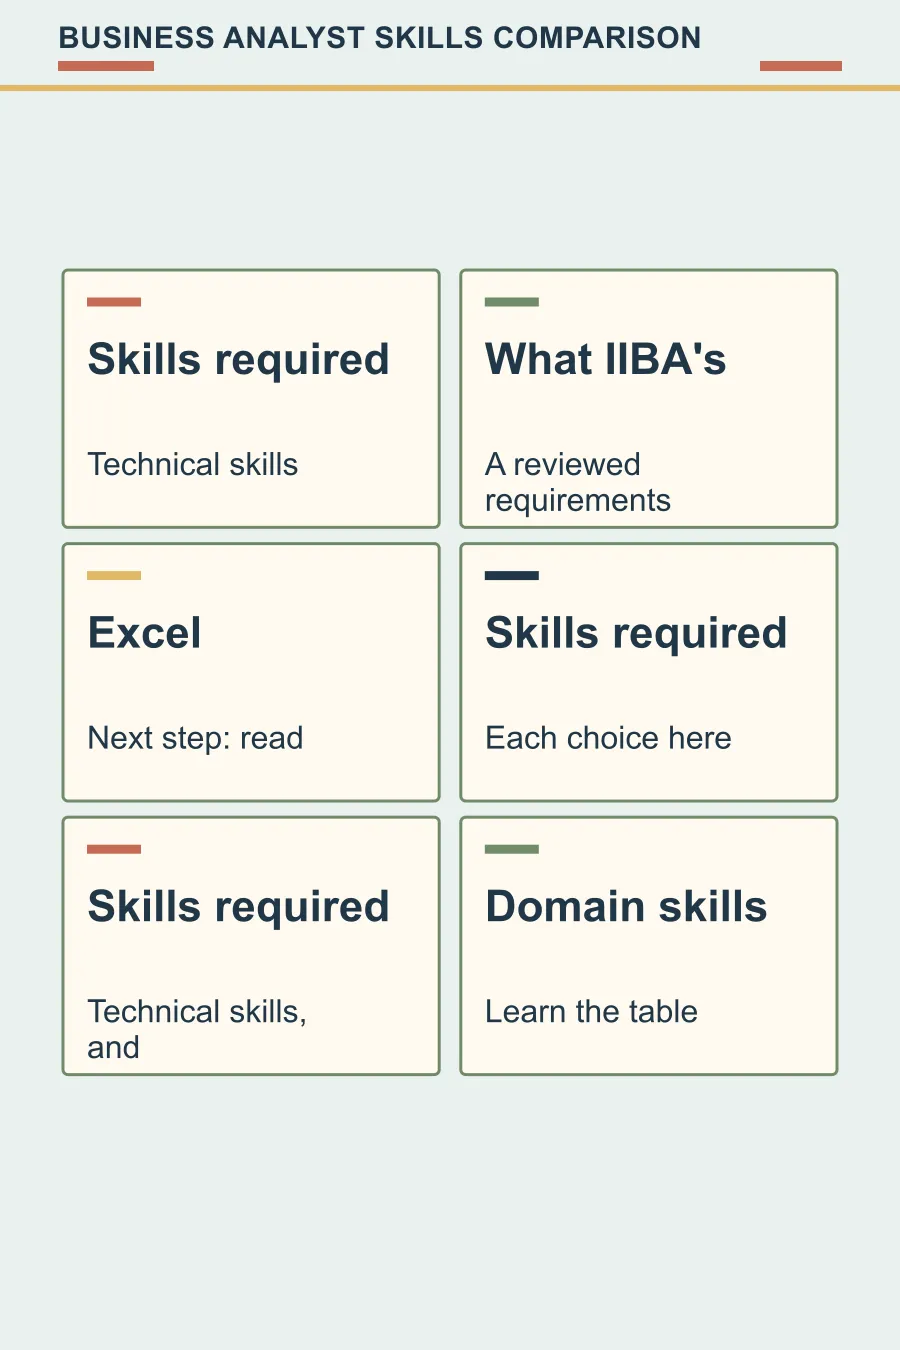 BUSINESS ANALYST SKILLS COMPARISON
Skills required
Technical skills
What IIBA's
A reviewed
requirements
Excel
Next step: read
Skills required
Each choice here
Skills required
Technical skills,
and
Domain skills
Learn the table